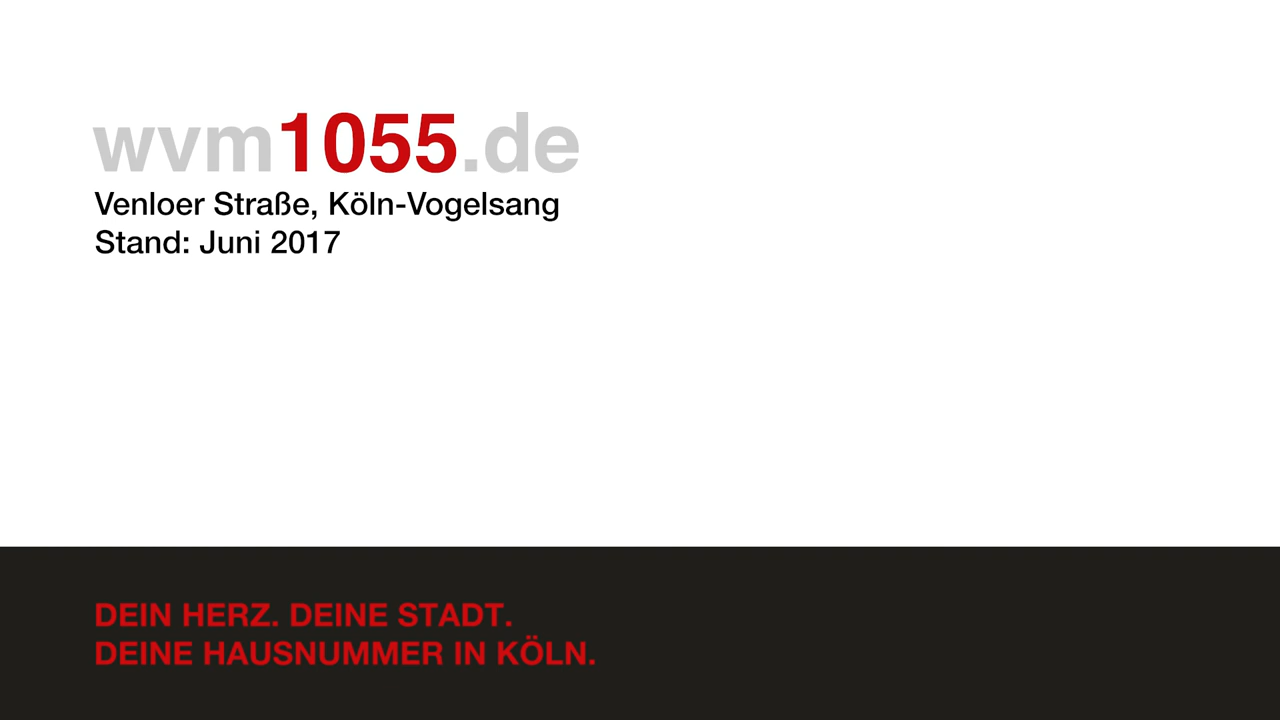 wvm1055.de
Venloer Straße, Köln-Vogelsang
Stand: Juni 2017
DEIN HERZ. DEINE STADT.
DEINE HAUSNUMMER IN KÖLN.